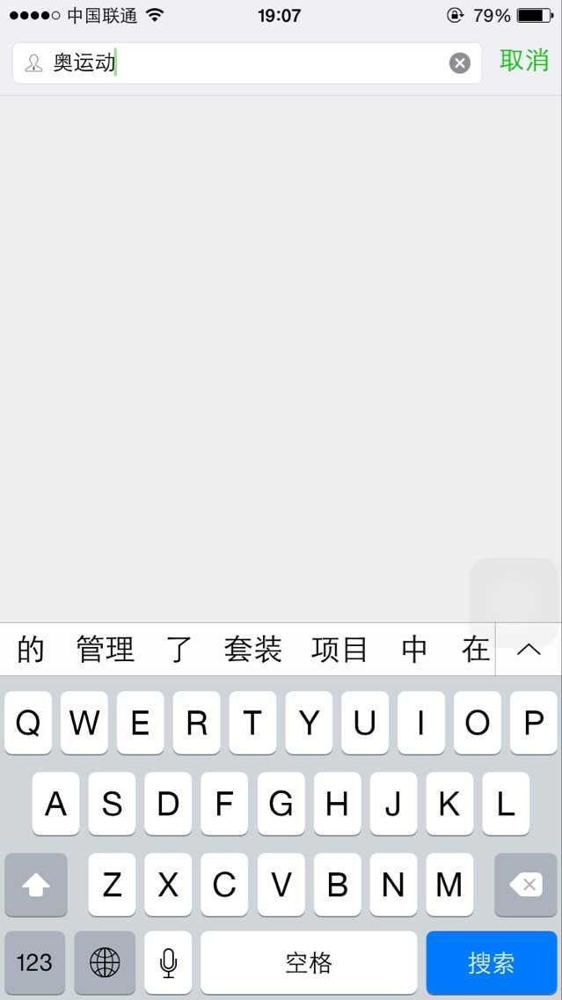 中国联通 19:07 79%
奥运动 取消
的 管理 了 套装 项目 中 在
Q W E R T Y U I O P
A S D F G H J K L
Z X C V B N M
123 空格 搜索